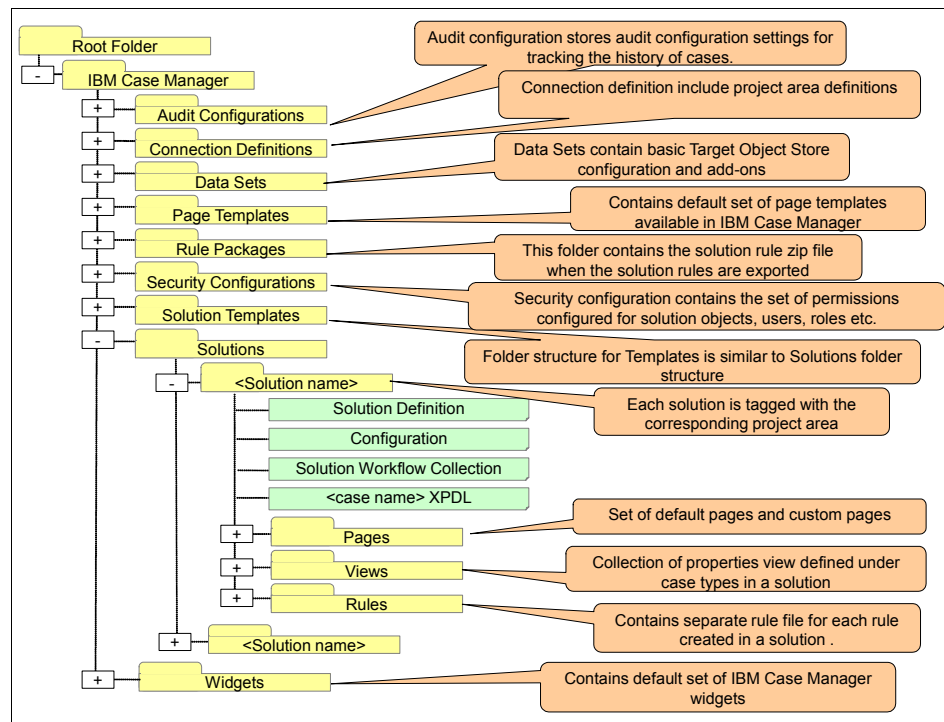 Root Folder
Audit configuration stores audit configuration settings for
tracking the history of cases.
IBM Case Manager
Connection definition include project area definitions
Audit Configurations
Connection Definitions
Data Sets contain basic Target Object Store
configuration and add-ons
Data Sets
Contains default set of page templates
available in IBM Case Manager
Page Templates
Rule Packages
This folder contains the solution rule zip file
when the solution rules are exported
Security Configurations
Security configuration contains the set of permissions
configured for solution objects, users, roles etc.
Solution Templates
Solutions
Folder structure for Templates is similar to Solutions folder
structure
<Solution name>
Each solution is tagged with the
corresponding project area
Solution Definition
Configuration
Solution Workflow Collection
<case name> XPDL
Set of default pages and custom pages
Pages
Collection of properties view defined under
case types in a solution
Views
Rules
Contains separate rule file for each rule
created in a solution .
<Solution name>
Contains default set of IBM Case Manager
widgets
Widgets